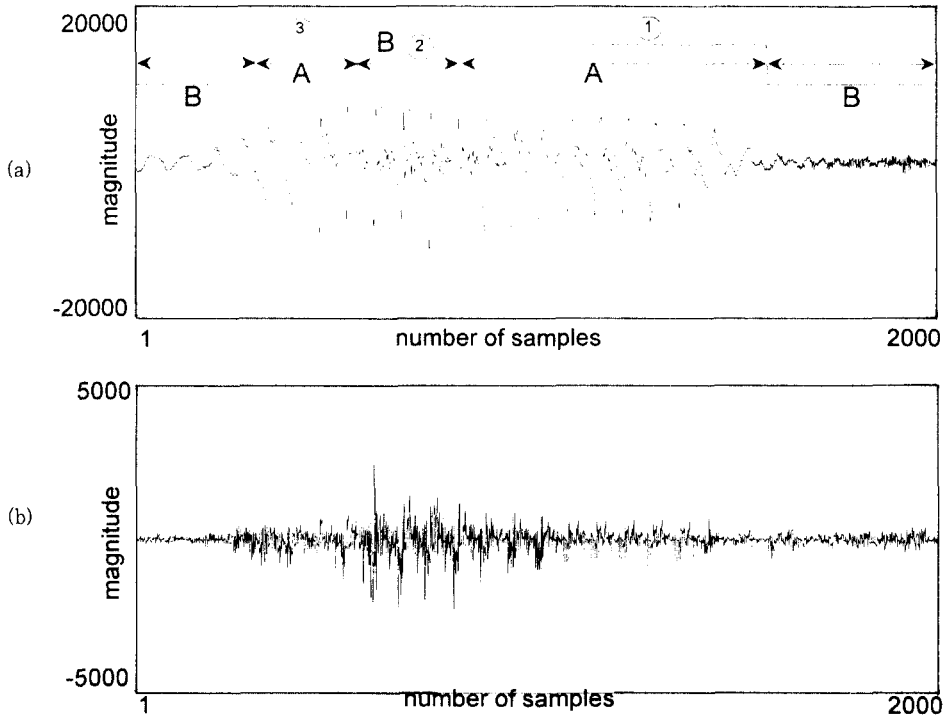 20000
3
B
2
1
A
A
B
B
magnitude
(a)
-20000
1
number of samples
2000
5000
magnitude
(b)
-5000
1
number of samples
2000